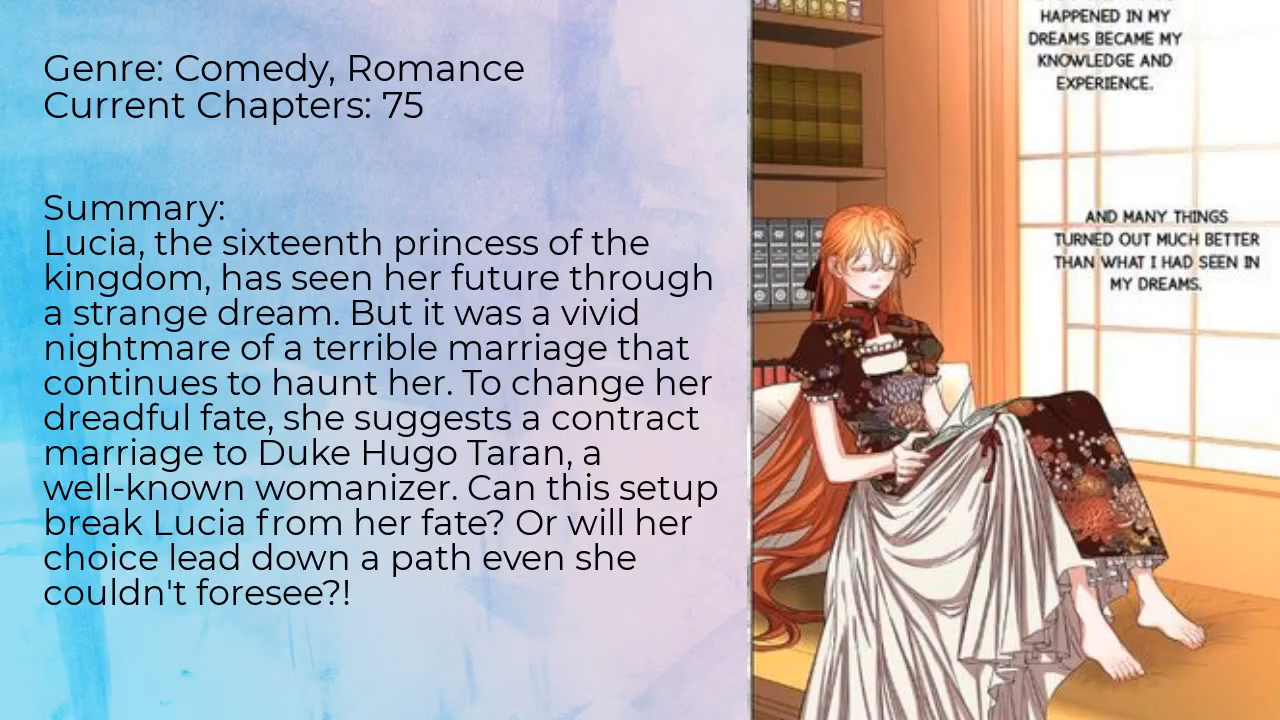 Genre: Comedy, Romance
Current Chapters: 75
Summary:
Lucia, the sixteenth princess of the
kingdom, has seen her future through
a strange dream. But it was a vivid
nightmare of a terrible marriage that
continues to haunt her. To change her
dreadful fate, she suggests a contract
marriage to Duke Hugo Taran, a
well-known womanizer. Can this setup
break Lucia from her fate? Or will her
choice lead down a path even she
couldn't foresee?!
HAPPENED IN MY
DREAMS BECAME MY
KNOWLEDGE AND
EXPERIENCE.
AND MANY THINGS
TURNED OUT MUCH BETTER
THAN WHAT I HAD SEEN IN
MY DREAMS.